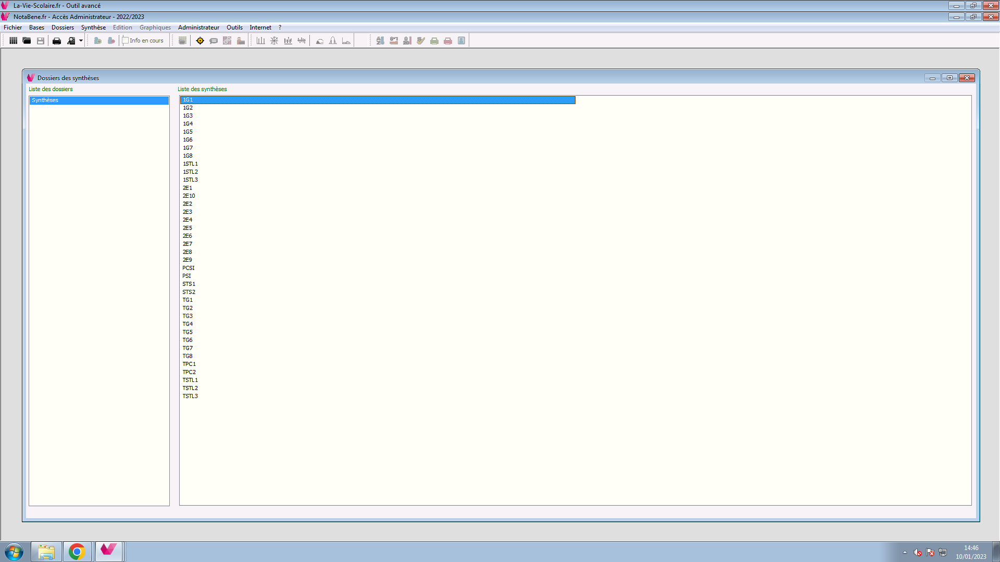 La-Vie-Scolaire.fr - Outil avancé
NotaBene.fr - Accès Administrateur - 2022/2023
Fichier Bases Dossiers Synthèse Edition Graphiques Administrateur Outils Internet ?
Info en cours
Dossiers des synthèses
Liste des dossiers
Synthèses
Liste des synthèses
1G1
1G2
1G3
1G4
1G5
1G6
1G7
1G8
1STL1
1STL2
1STL3
2E1
2E10
2E2
2E3
2E4
2E5
2E6
2E7
2E8
2E9
PCSI
PSI
STS1
STS2
TG1
TG2
TG3
TG4
TG5
TG6
TG7
TG8
TPC1
TPC2
TSTL1
TSTL2
TSTL3
14:46
10/01/2023